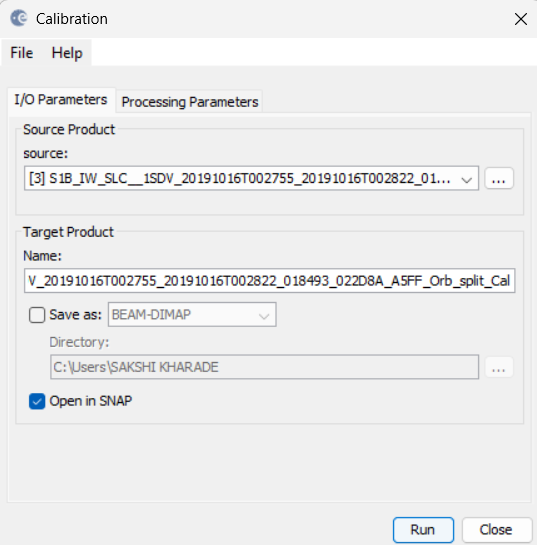 Calibration
File Help
I/O Parameters Processing Parameters
Source Product
source:
[3] S1B_IW_SLC__1SDV_20191016T002755_20191016T002822_01... ...
Target Product
Name:
V_20191016T002755_20191016T002822_018493_022D8A_A5FF_Orb_split_Cal
Save as: BEAM-DIMAP
Directory:
C:\Users\SAKSHI KHARADE ...
Open in SNAP
Run Close